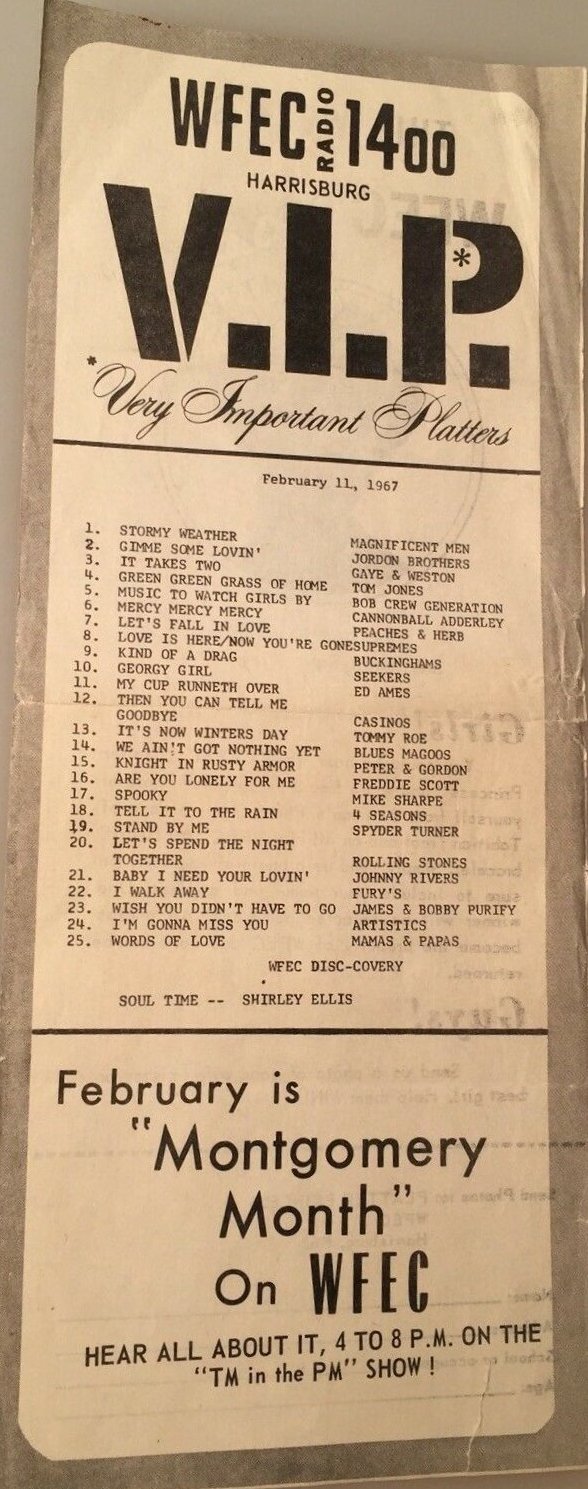 WFEC RADIO 1400
HARRISBURG
V.I.P.*
*Very Important Platters
February 11, 1967
1. STORMY WEATHER MAGNIFICENT MEN
2. GIMME SOME LOVIN' JORDON BROTHERS
3. IT TAKES TWO GAYE & WESTON
4. GREEN GREEN GRASS OF HOME TOM JONES
5. MUSIC TO WATCH GIRLS BY BOB CREW GENERATION
6. MERCY MERCY MERCY CANNONBALL ADDERLEY
7. LET'S FALL IN LOVE PEACHES & HERB
8. LOVE IS HERE/NOW YOU'RE GONESUPREMES
9. KIND OF A DRAG BUCKINGHAMS
10. GEORGY GIRL SEEKERS
11. MY CUP RUNNETH OVER ED AMES
12. THEN YOU CAN TELL ME
GOODBYE CASINOS
13. IT'S NOW WINTERS DAY TOMMY ROE
14. WE AIN'T GOT NOTHING YET BLUES MAGOOS
15. KNIGHT IN RUSTY ARMOR PETER & GORDON
16. ARE YOU LONELY FOR ME FREDDIE SCOTT
17. SPOOKY MIKE SHARPE
18. TELL IT TO THE RAIN 4 SEASONS
19. STAND BY ME SPYDER TURNER
20. LET'S SPEND THE NIGHT
TOGETHER ROLLING STONES
21. BABY I NEED YOUR LOVIN' JOHNNY RIVERS
22. I WALK AWAY FURY'S
23. WISH YOU DIDN'T HAVE TO GO JAMES & BOBBY PURIFY
24. I'M GONNA MISS YOU ARTISTICS
25. WORDS OF LOVE MAMAS & PAPAS
WFEC DISC-COVERY
SOUL TIME -- SHIRLEY ELLIS
February is
"Montgomery
Month"
On WFEC
HEAR ALL ABOUT IT, 4 TO 8 P.M. ON THE
"TM in the PM" SHOW!